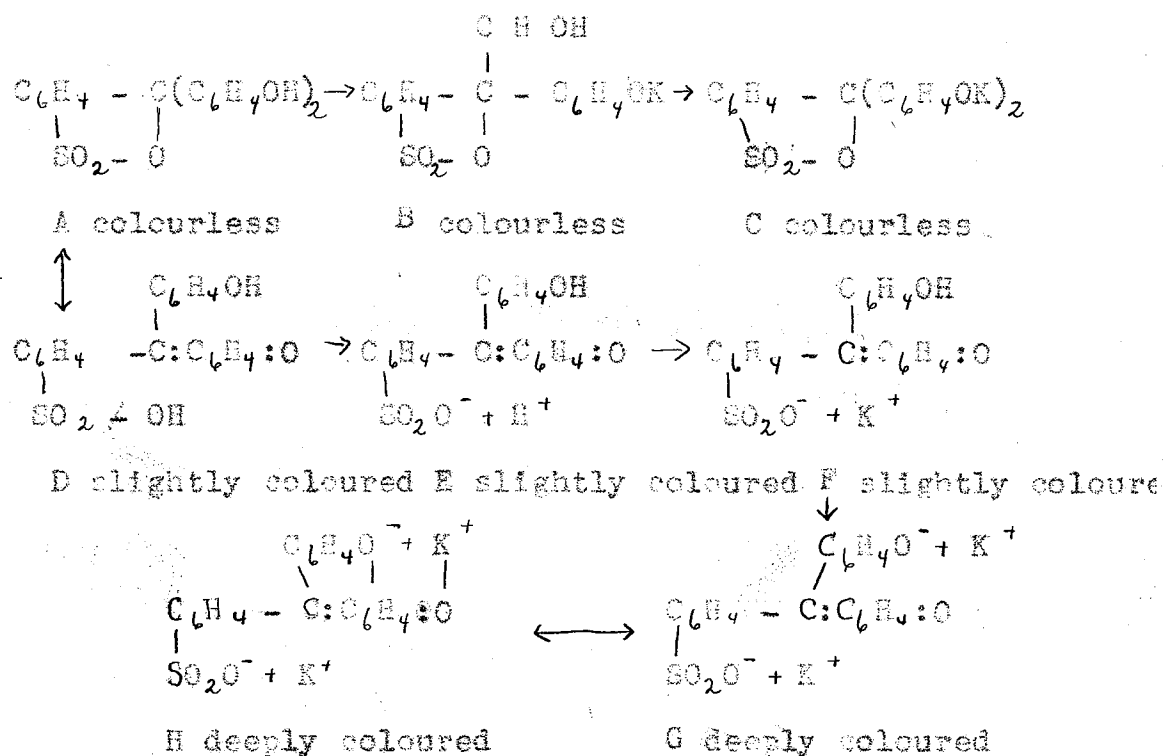 C H OH
C₆H₄ – C(C₆H₄OH)₂ → C₆H₄ – C – C₆H₄OK → C₆H₄ – C(C₆H₄OK)₂
SO₂ – O SO₂ – O SO₂ – O
A colourless B colourless C colourless
C₆H₄OH C₆H₄OH C₆H₄OH
C₆H₄ –C:C₆H₄:O → C₆H₄ – C:C₆H₄:O → C₆H₄ – C:C₆H₄:O
SO₂ – OH SO₂O⁻ + H⁺ SO₂O⁻ + K⁺
D slightly coloured E slightly coloured F slightly coloure
C₆H₄O⁻ + K⁺ C₆H₄O⁻ + K⁺
C₆H₄ – C:C₆H₄:O ↔ C₆H₄ – C:C₆H₄:O
SO₂O⁻ + K⁺ SO₂O⁻ + K⁺
H deeply coloured G deeply coloured